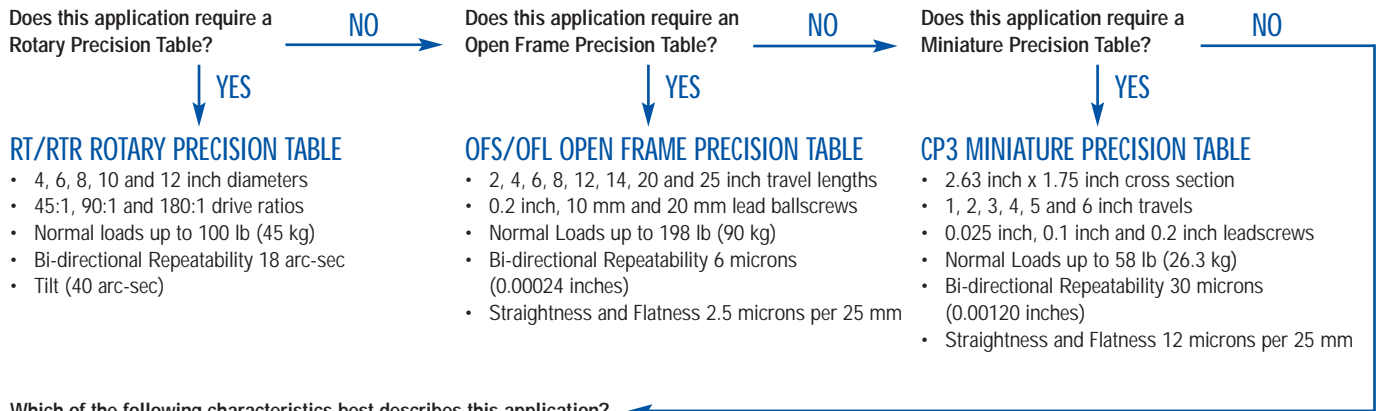 Does this application require a
Rotary Precision Table?
NO
YES
RT/RTR ROTARY PRECISION TABLE
• 4, 6, 8, 10 and 12 inch diameters
• 45:1, 90:1 and 180:1 drive ratios
• Normal loads up to 100 lb (45 kg)
• Bi-directional Repeatability 18 arc-sec
• Tilt (40 arc-sec)
Does this application require an
Open Frame Precision Table?
NO
YES
OFS/OFL OPEN FRAME PRECISION TABLE
• 2, 4, 6, 8, 12, 14, 20 and 25 inch travel lengths
• 0.2 inch, 10 mm and 20 mm lead ballscrews
• Normal Loads up to 198 lb (90 kg)
• Bi-directional Repeatability 6 microns
(0.00024 inches)
• Straightness and Flatness 2.5 microns per 25 mm
Does this application require a
Miniature Precision Table?
NO
YES
CP3 MINIATURE PRECISION TABLE
• 2.63 inch x 1.75 inch cross section
• 1, 2, 3, 4, 5 and 6 inch travels
• 0.025 inch, 0.1 inch and 0.2 inch leadscrews
• Normal Loads up to 58 lb (26.3 kg)
• Bi-directional Repeatability 30 microns
(0.00120 inches)
• Straightness and Flatness 12 microns per 25 mm
Which of the following characteristics best describes this application?